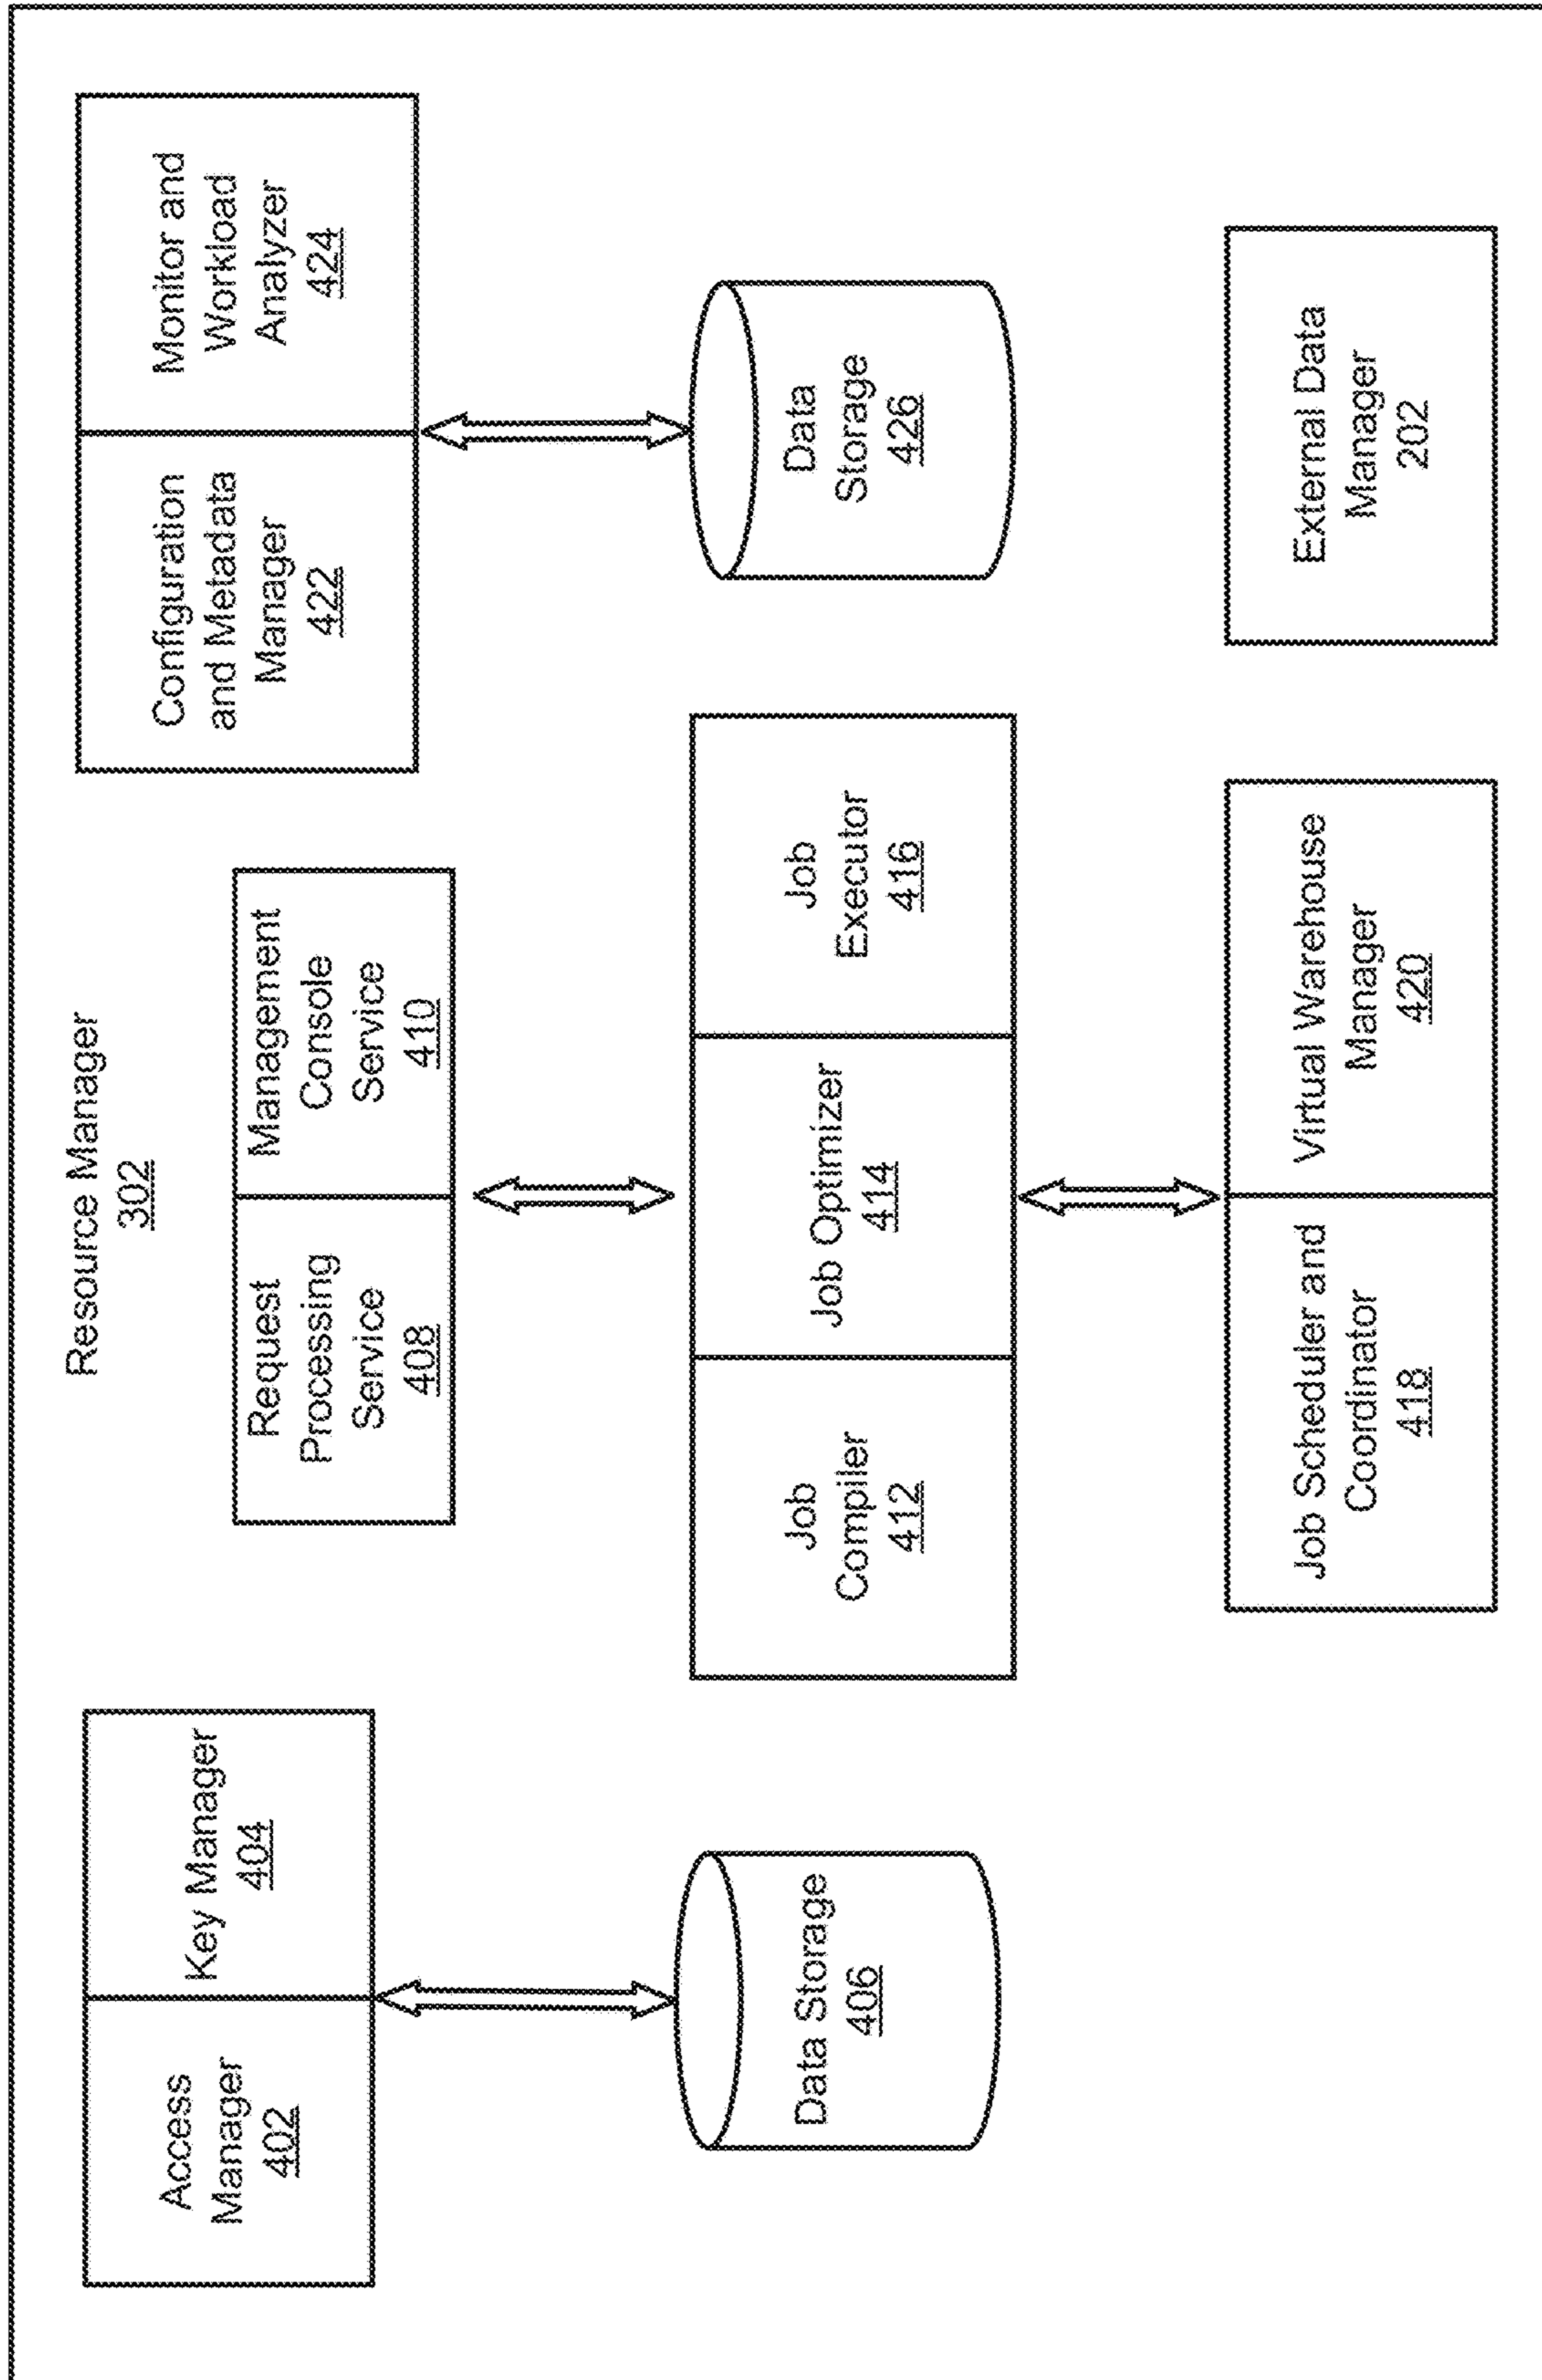 Resource Manager
302
Access
Manager
402
Key Manager
404
Request
Processing
Service
408
Management
Console
Service
410
Configuration
and Metadata
Manager
422
Monitor and
Workload
Analyzer
424
Data Storage
406
Job
Compiler
412
Job Optimizer
414
Job
Executor
416
Data
Storage
426
Job Scheduler and
Coordinator
418
Virtual Warehouse
Manager
420
External Data
Manager
202